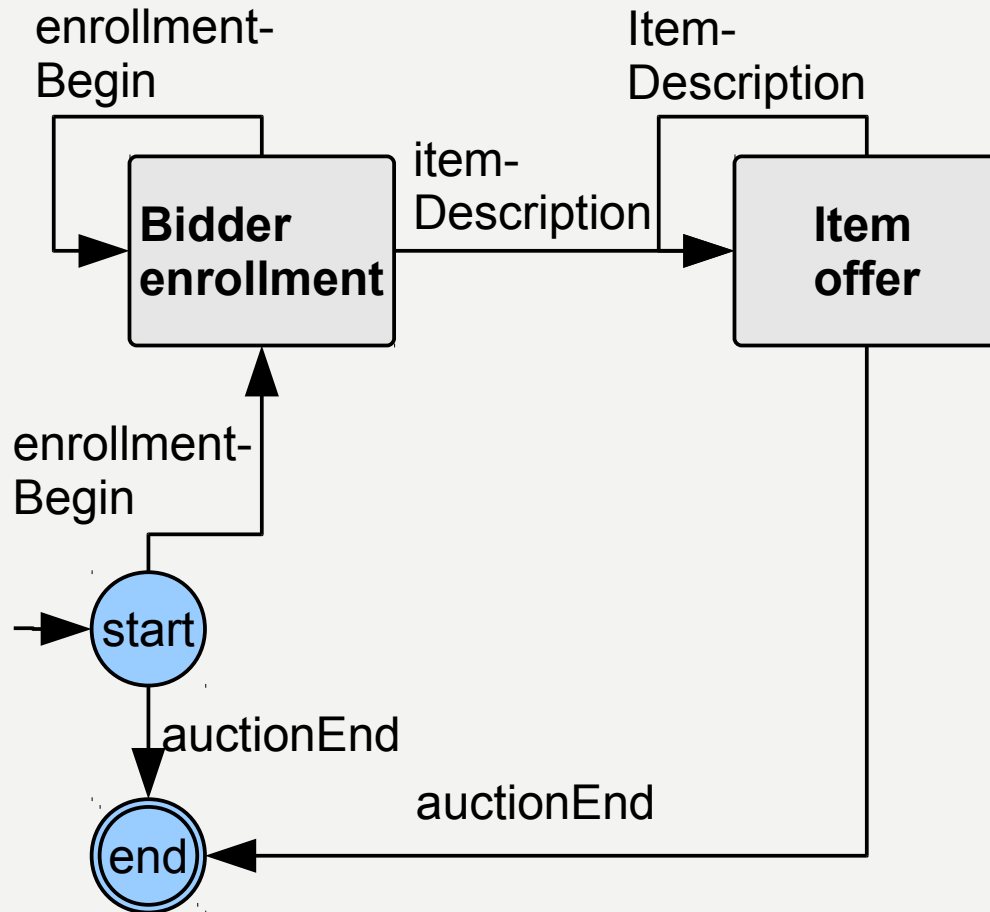 enrollment-
Begin
Item-
Description
item-
Description
Bidder
enrollment
Item
offer
enrollment-
Begin
start
auctionEnd
auctionEnd
end